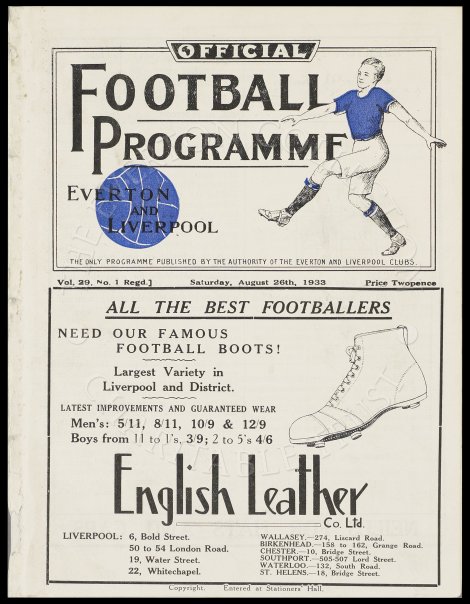 OFFICIAL
FOOTBALL
PROGRAMME
EVERTON
AND
LIVERPOOL
THE ONLY PROGRAMME PUBLISHED BY THE AUTHORITY OF THE EVERTON AND LIVERPOOL CLUBS.
Vol. 29, No. 1 Regd.] Saturday, August 26th, 1933 Price Twopence
ALL THE BEST FOOTBALLERS
NEED OUR FAMOUS
FOOTBALL BOOTS!
Largest Variety in
Liverpool and District.
LATEST IMPROVEMENTS AND GUARANTEED WEAR
Men's: 5/11, 8/11, 10/9 & 12/9
Boys from 11 to 1's, 3/9; 2 to 5's 4/6
English Leather
Co. Ltd.
LIVERPOOL: 6, Bold Street.
50 to 54 London Road.
19, Water Street.
22, Whitechapel.
WALLASEY.—274, Liscard Road.
BIRKENHEAD.—158 to 162, Grange Road.
CHESTER.—10, Bridge Street.
SOUTHPORT.—505-507 Lord Street.
WATERLOO.—132, South Road.
ST. HELENS.—18, Bridge Street.
Copyright. Entered at Stationers' Hall.